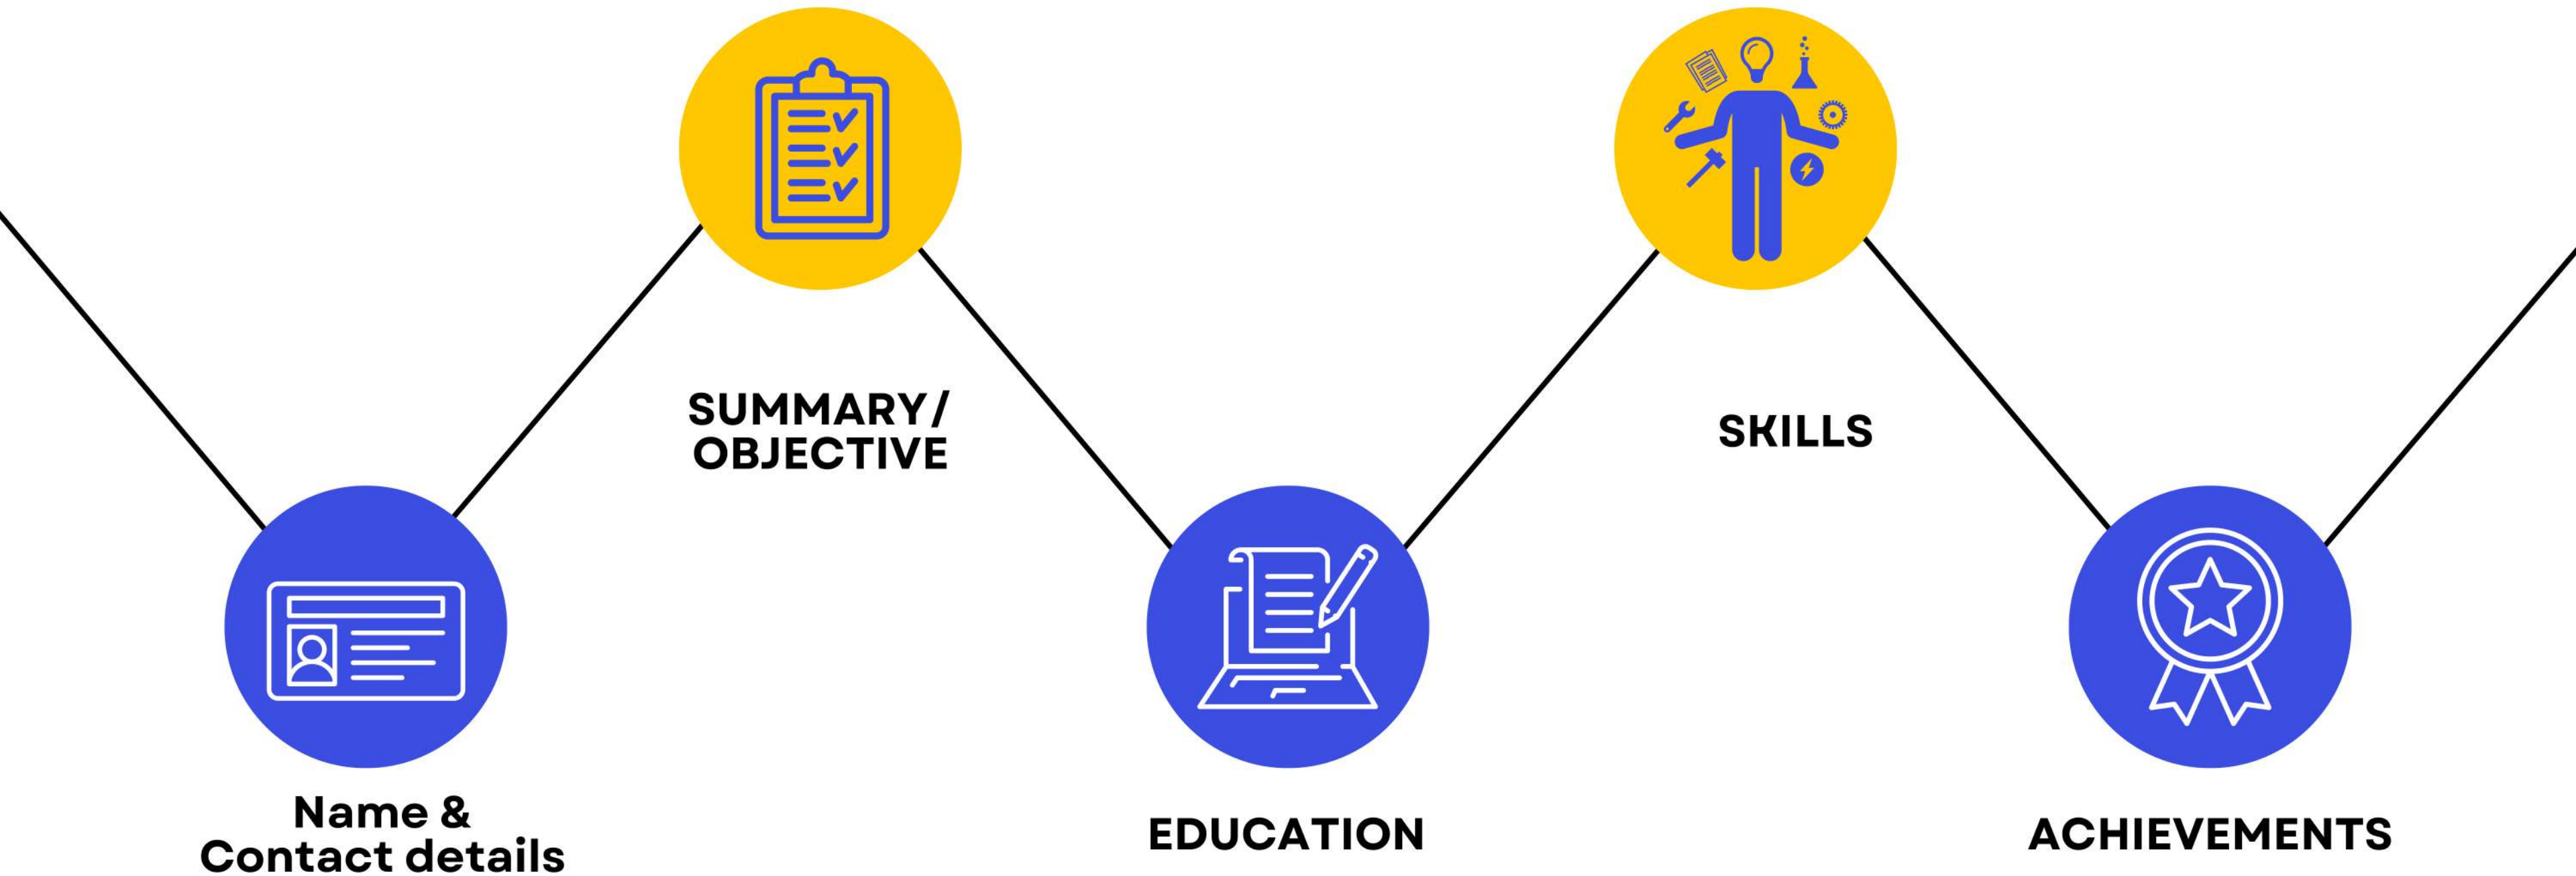 Name &
Contact details
SUMMARY/
OBJECTIVE
EDUCATION
SKILLS
ACHIEVEMENTS